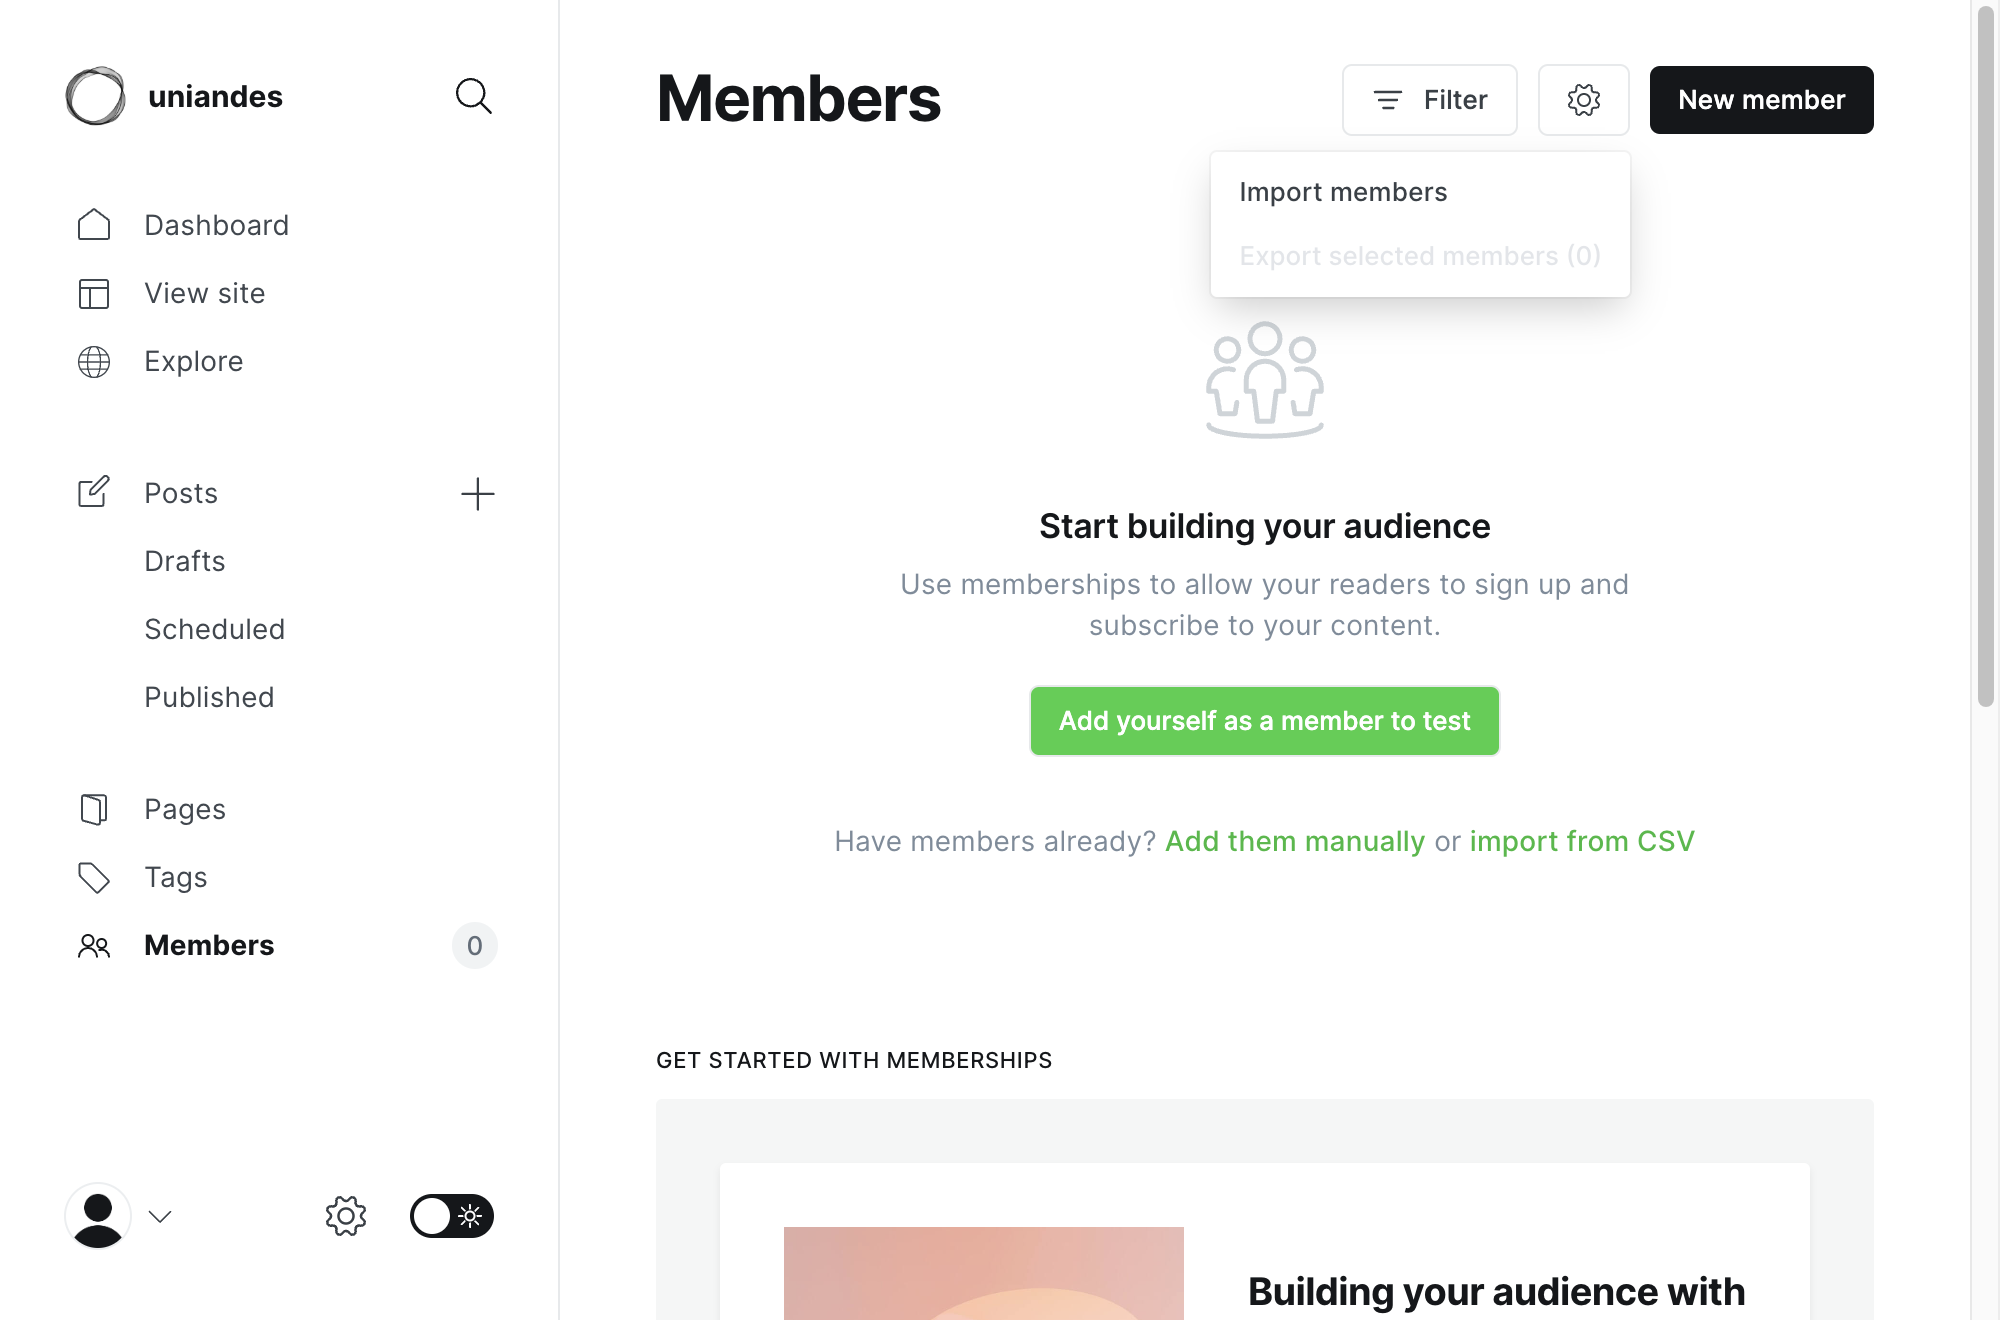 uniandes
Dashboard
View site
Explore
Posts
Drafts
Scheduled
Published
Pages
Tags
Members
0
Members
Filter
New member
Import members
Export selected members (0)
Start building your audience
Use memberships to allow your readers to sign up and
subscribe to your content.
Add yourself as a member to test
Have members already? Add them manually or import from CSV
GET STARTED WITH MEMBERSHIPS
Building your audience with